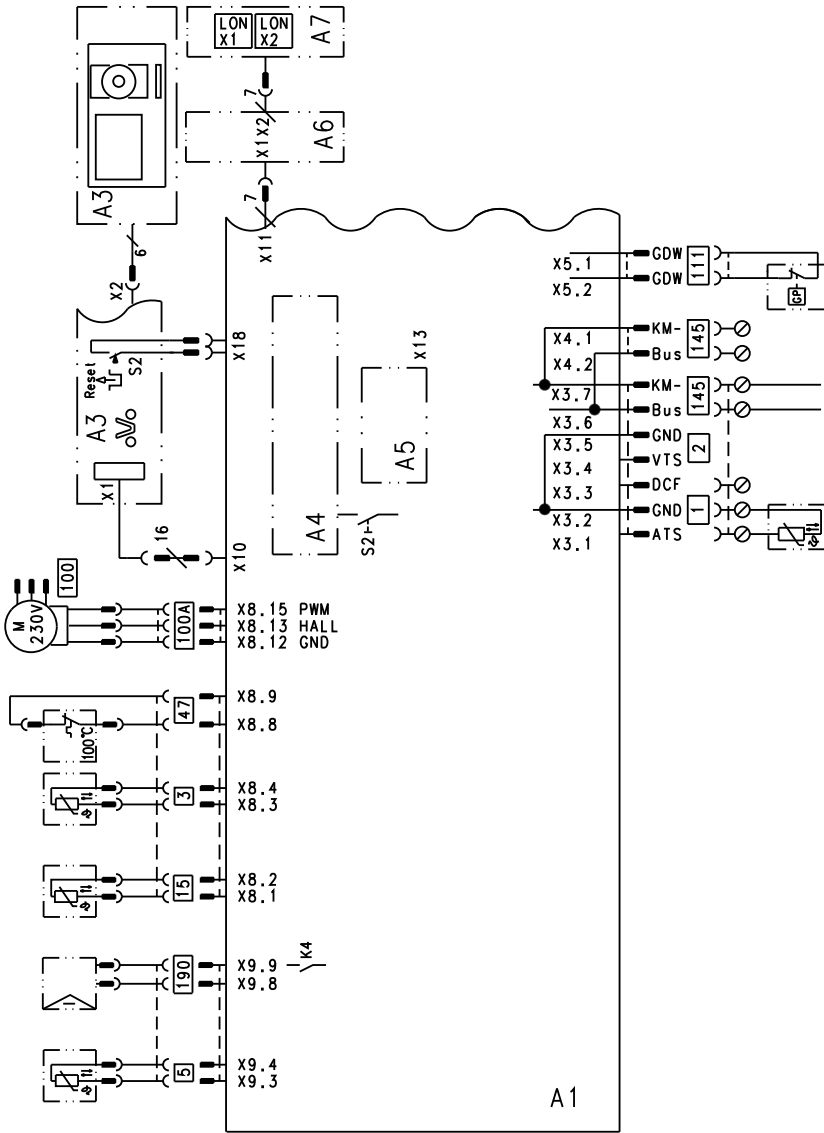 LON X1
LON X2
A7
7
X1 X2
A6
7
X11
A3
6
X2
Reset
S2
A3
X1
X18
16
X10
X13
A5
A4
S2
X5.1
GDW
X5.2
GDW
111
GP
X4.1
KM-
X4.2
Bus
145
X3.7
KM-
X3.6
Bus
145
X3.5
GND
X3.4
VTS
2
X3.3
DCF
X3.2
GND
X3.1
ATS
1
M
230V
100
100A
X8.15 PWM
X8.13 HALL
X8.12 GND
47
X8.9
X8.8
100°C
3
X8.4
X8.3
15
X8.2
X8.1
190
X9.9
X9.8
K4
5
X9.4
X9.3
A1